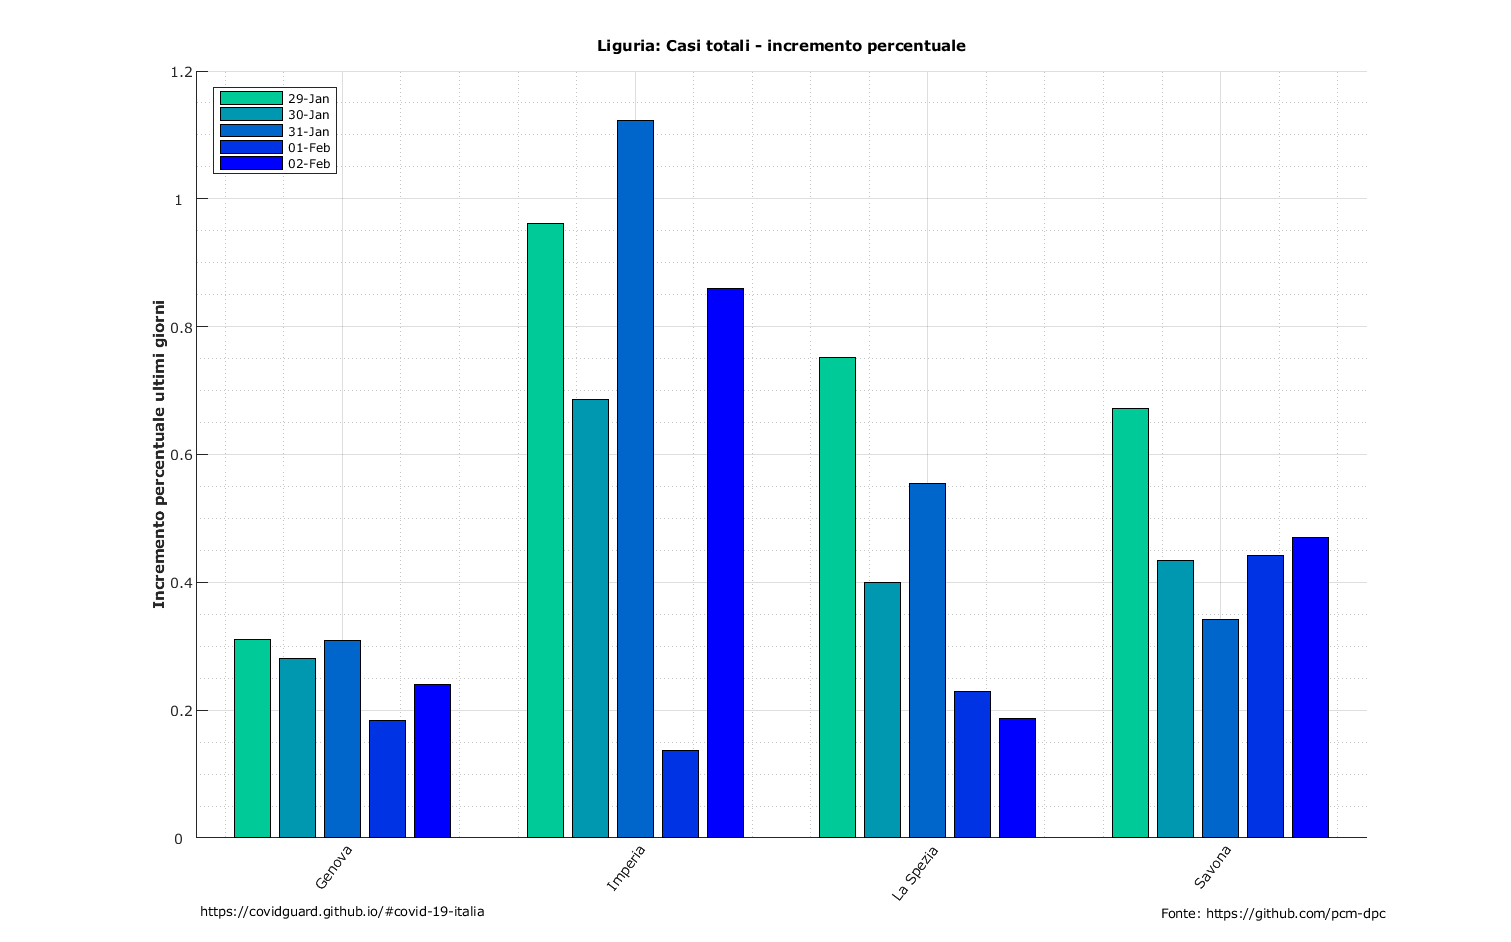 Liguria: Casi totali - incremento percentuale
1.2
1
0.8
0.6
0.4
0.2
0
Incremento percentuale ultimi giorni
29-Jan
30-Jan
31-Jan
01-Feb
02-Feb
Genova
Imperia
La Spezia
Savona
https://covidguard.github.io/#covid-19-italia
Fonte: https://github.com/pcm-dpc